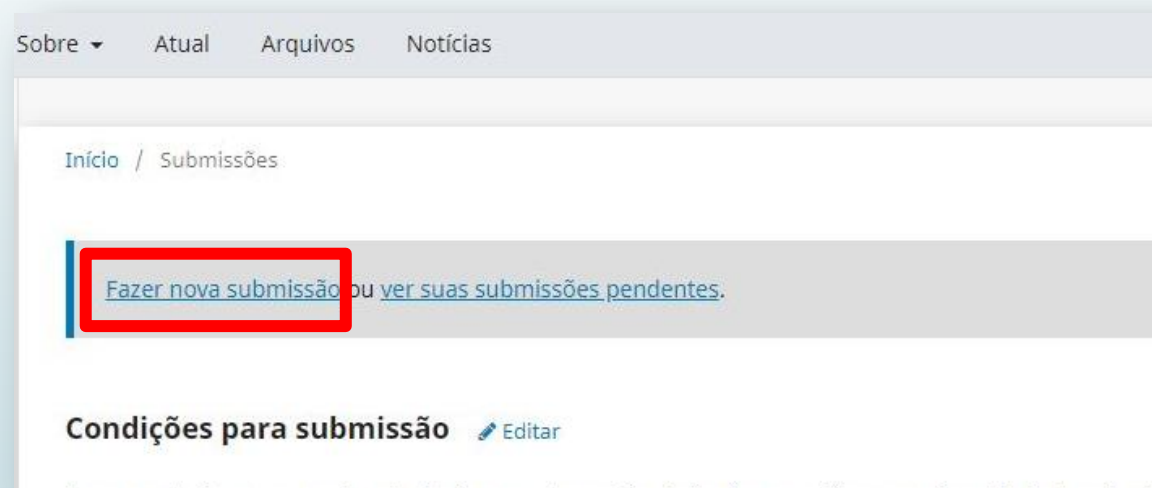 Sobre Atual Arquivos Notícias
Início / Submissões
Fazer nova submissão ou ver suas submissões pendentes.
Condições para submissão Editar